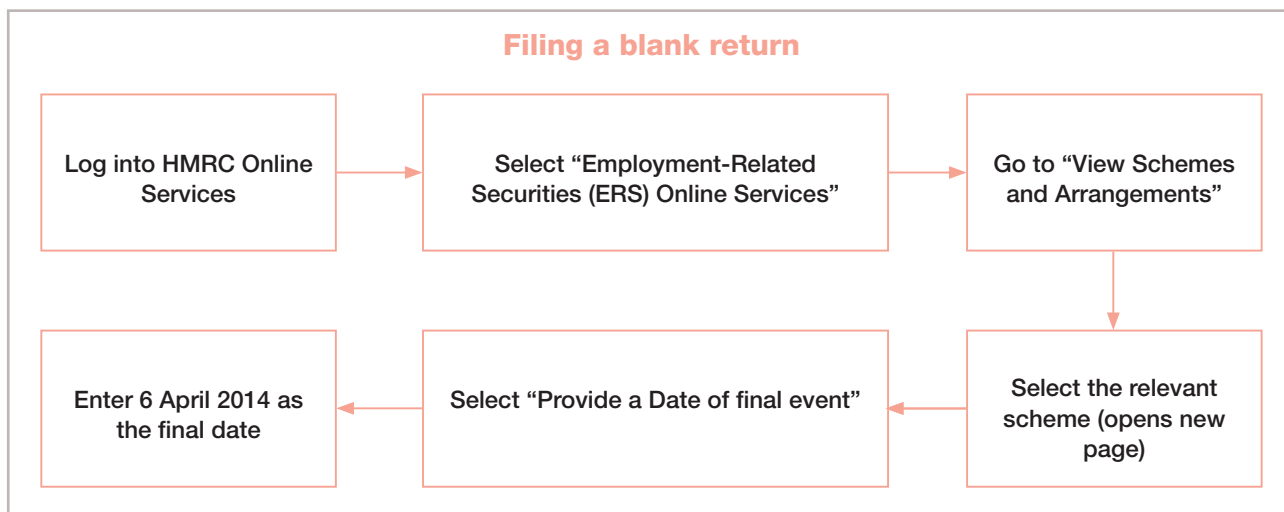 Filing a blank return
Log into HMRC Online
Services
Select “Employment-Related
Securities (ERS) Online Services”
Go to “View Schemes
and Arrangements”
Select the relevant
scheme (opens new
page)
Select “Provide a Date of final event”
Enter 6 April 2014 as
the final date